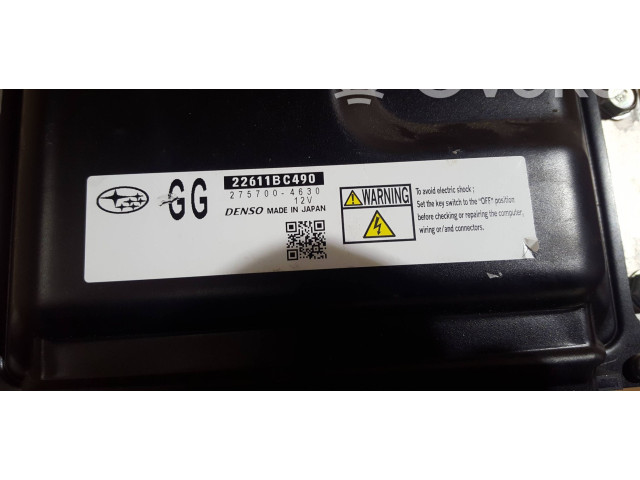 GG
22611BC490
275700-4630
12V
DENSO MADE IN JAPAN
WARNING
To avoid electric shock ;
Set the key switch to the "OFF" position
before checking or repairing the computer,
wiring or/and connectors.